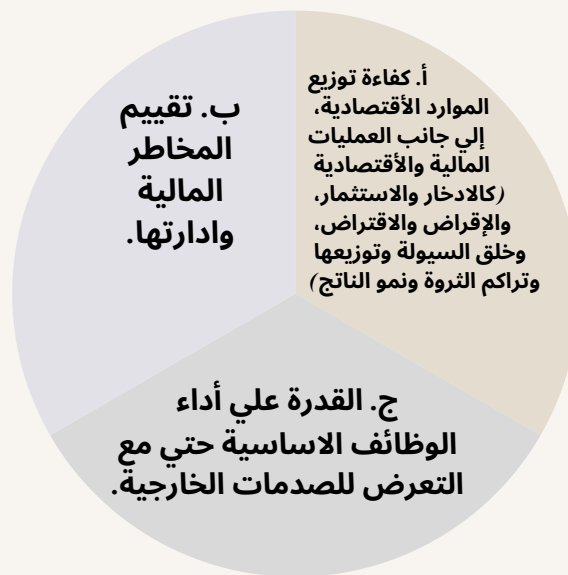 أ. كفاءة توزيع
الموارد الأقتصادية،
إلي جانب العمليات
المالية والأقتصادية
(كالادخار والاستثمار،
والإقراض والاقتراض،
وخلق السيولة وتوزيعها
وتراكم الثروة ونمو الناتج)
ب. تقييم
المخاطر
المالية
وادارتها.
ج. القدرة علي أداء
الوظائف الاساسية حتي مع
التعرض للصدمات الخارجية.